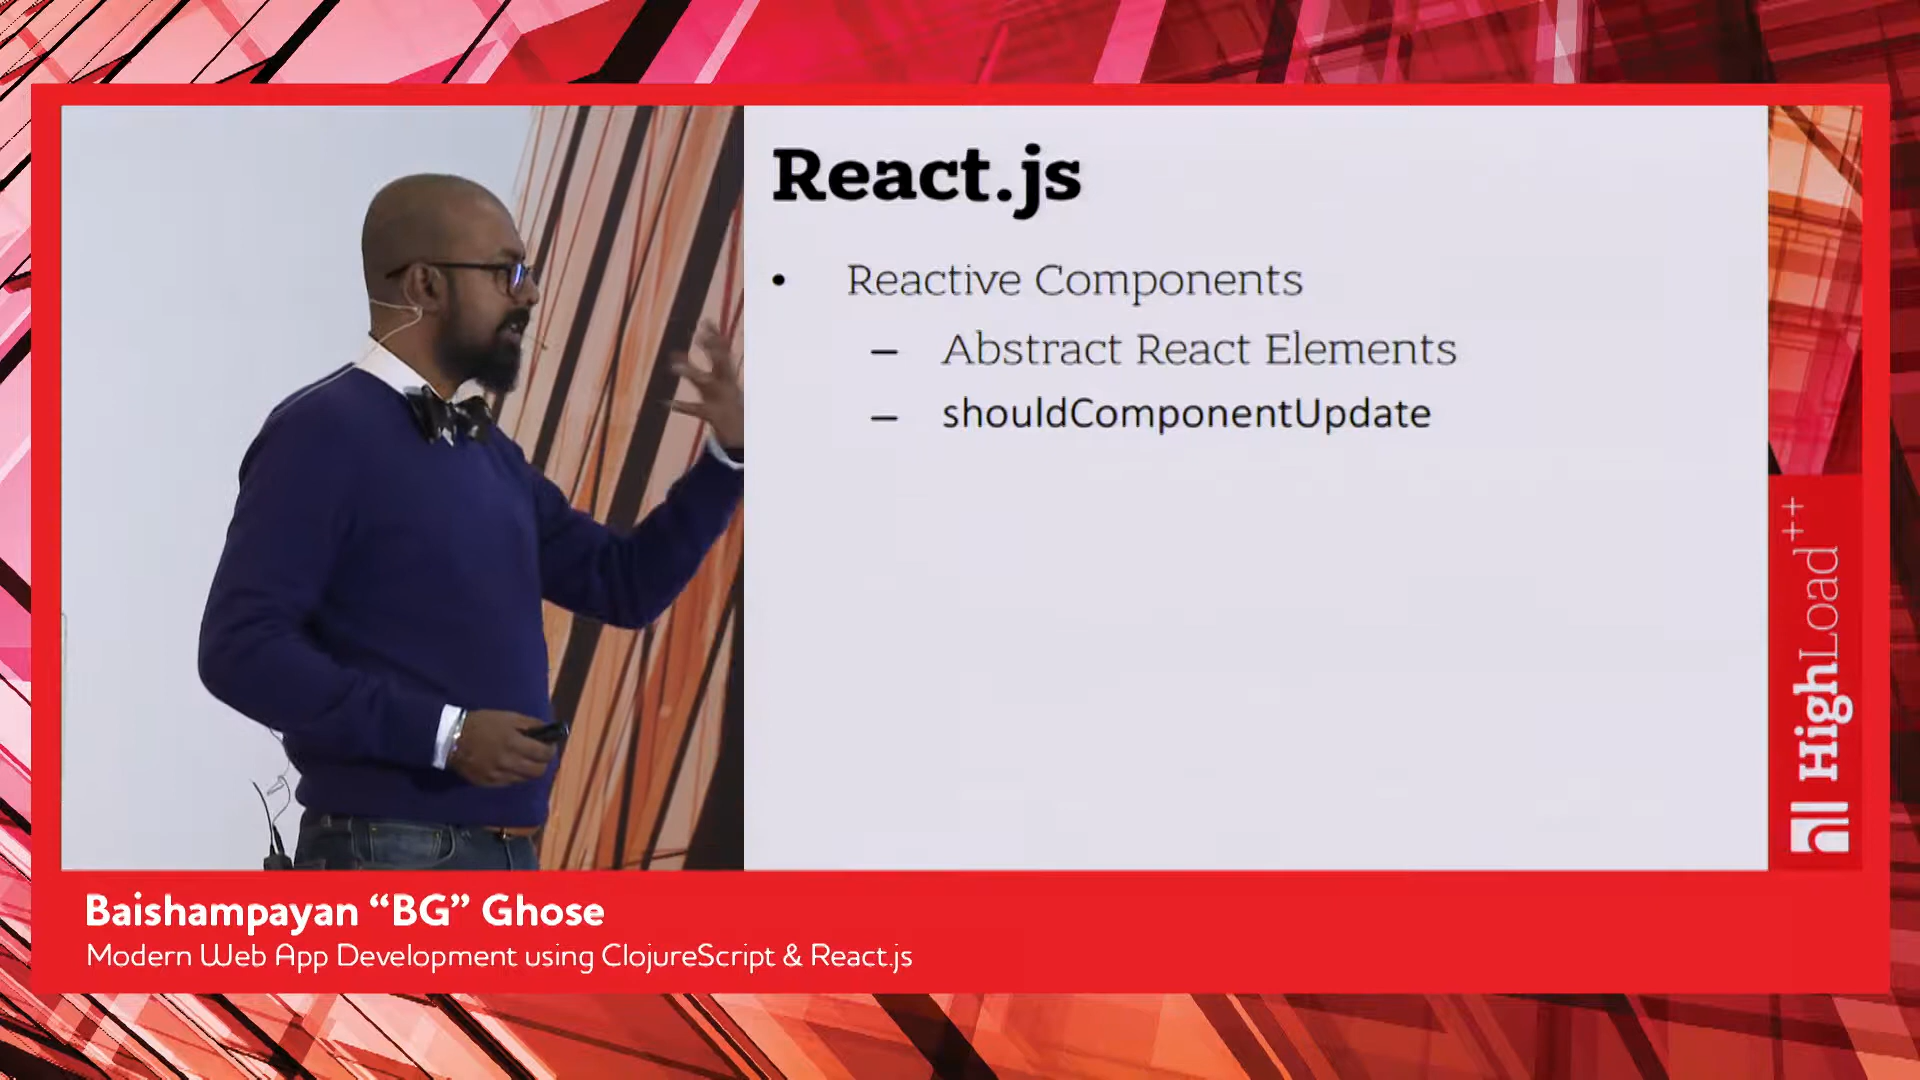 React.js
• Reactive Components
– Abstract React Elements
– shouldComponentUpdate
HighLoad++
Baishampayan “BG” Ghose
Modern Web App Development using ClojureScript & React.js